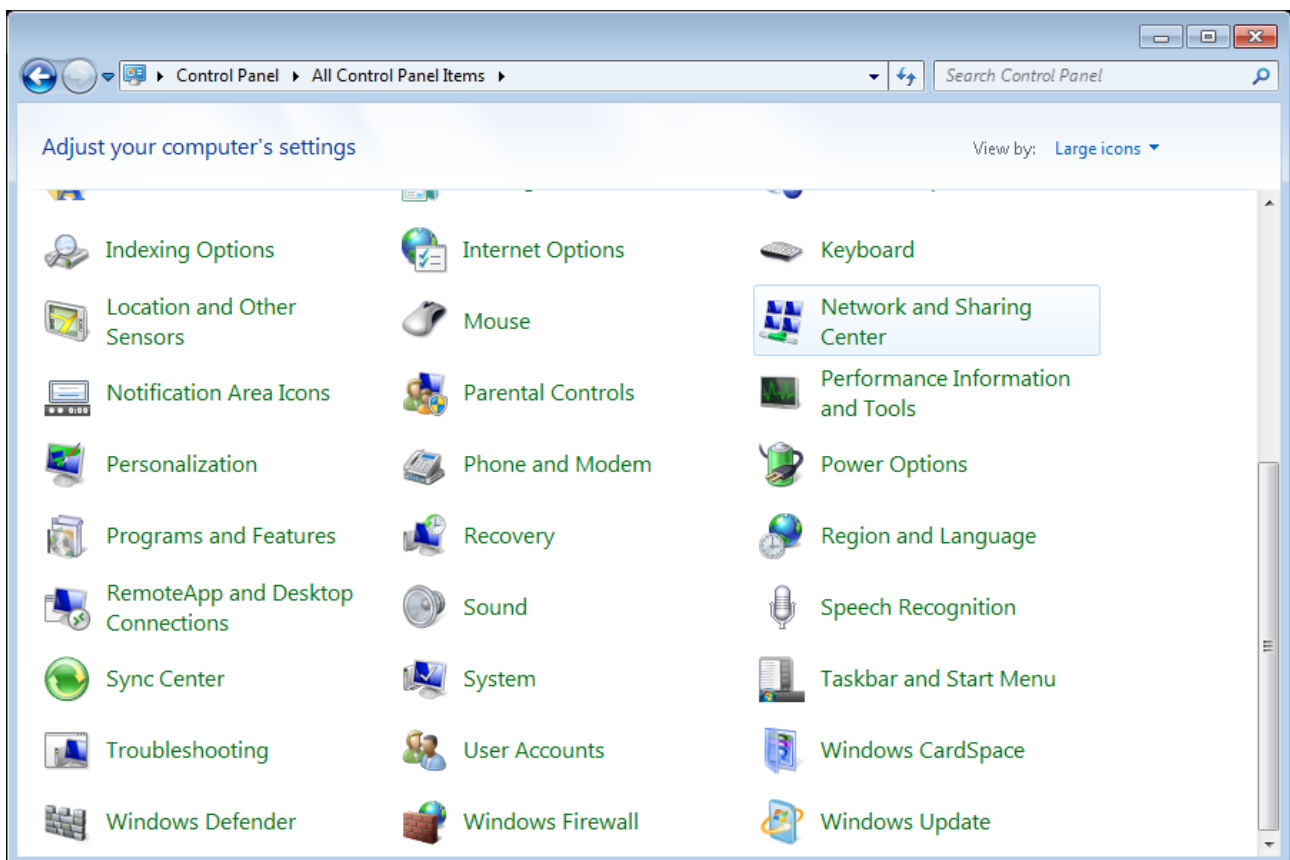 Control Panel All Control Panel Items
Search Control Panel
Adjust your computer's settings
View by: Large icons
Indexing Options
Internet Options
Keyboard
Location and Other
Sensors
Mouse
Network and Sharing
Center
Notification Area Icons
Parental Controls
Performance Information
and Tools
Personalization
Phone and Modem
Power Options
Programs and Features
Recovery
Region and Language
RemoteApp and Desktop
Connections
Sound
Speech Recognition
Sync Center
System
Taskbar and Start Menu
Troubleshooting
User Accounts
Windows CardSpace
Windows Defender
Windows Firewall
Windows Update